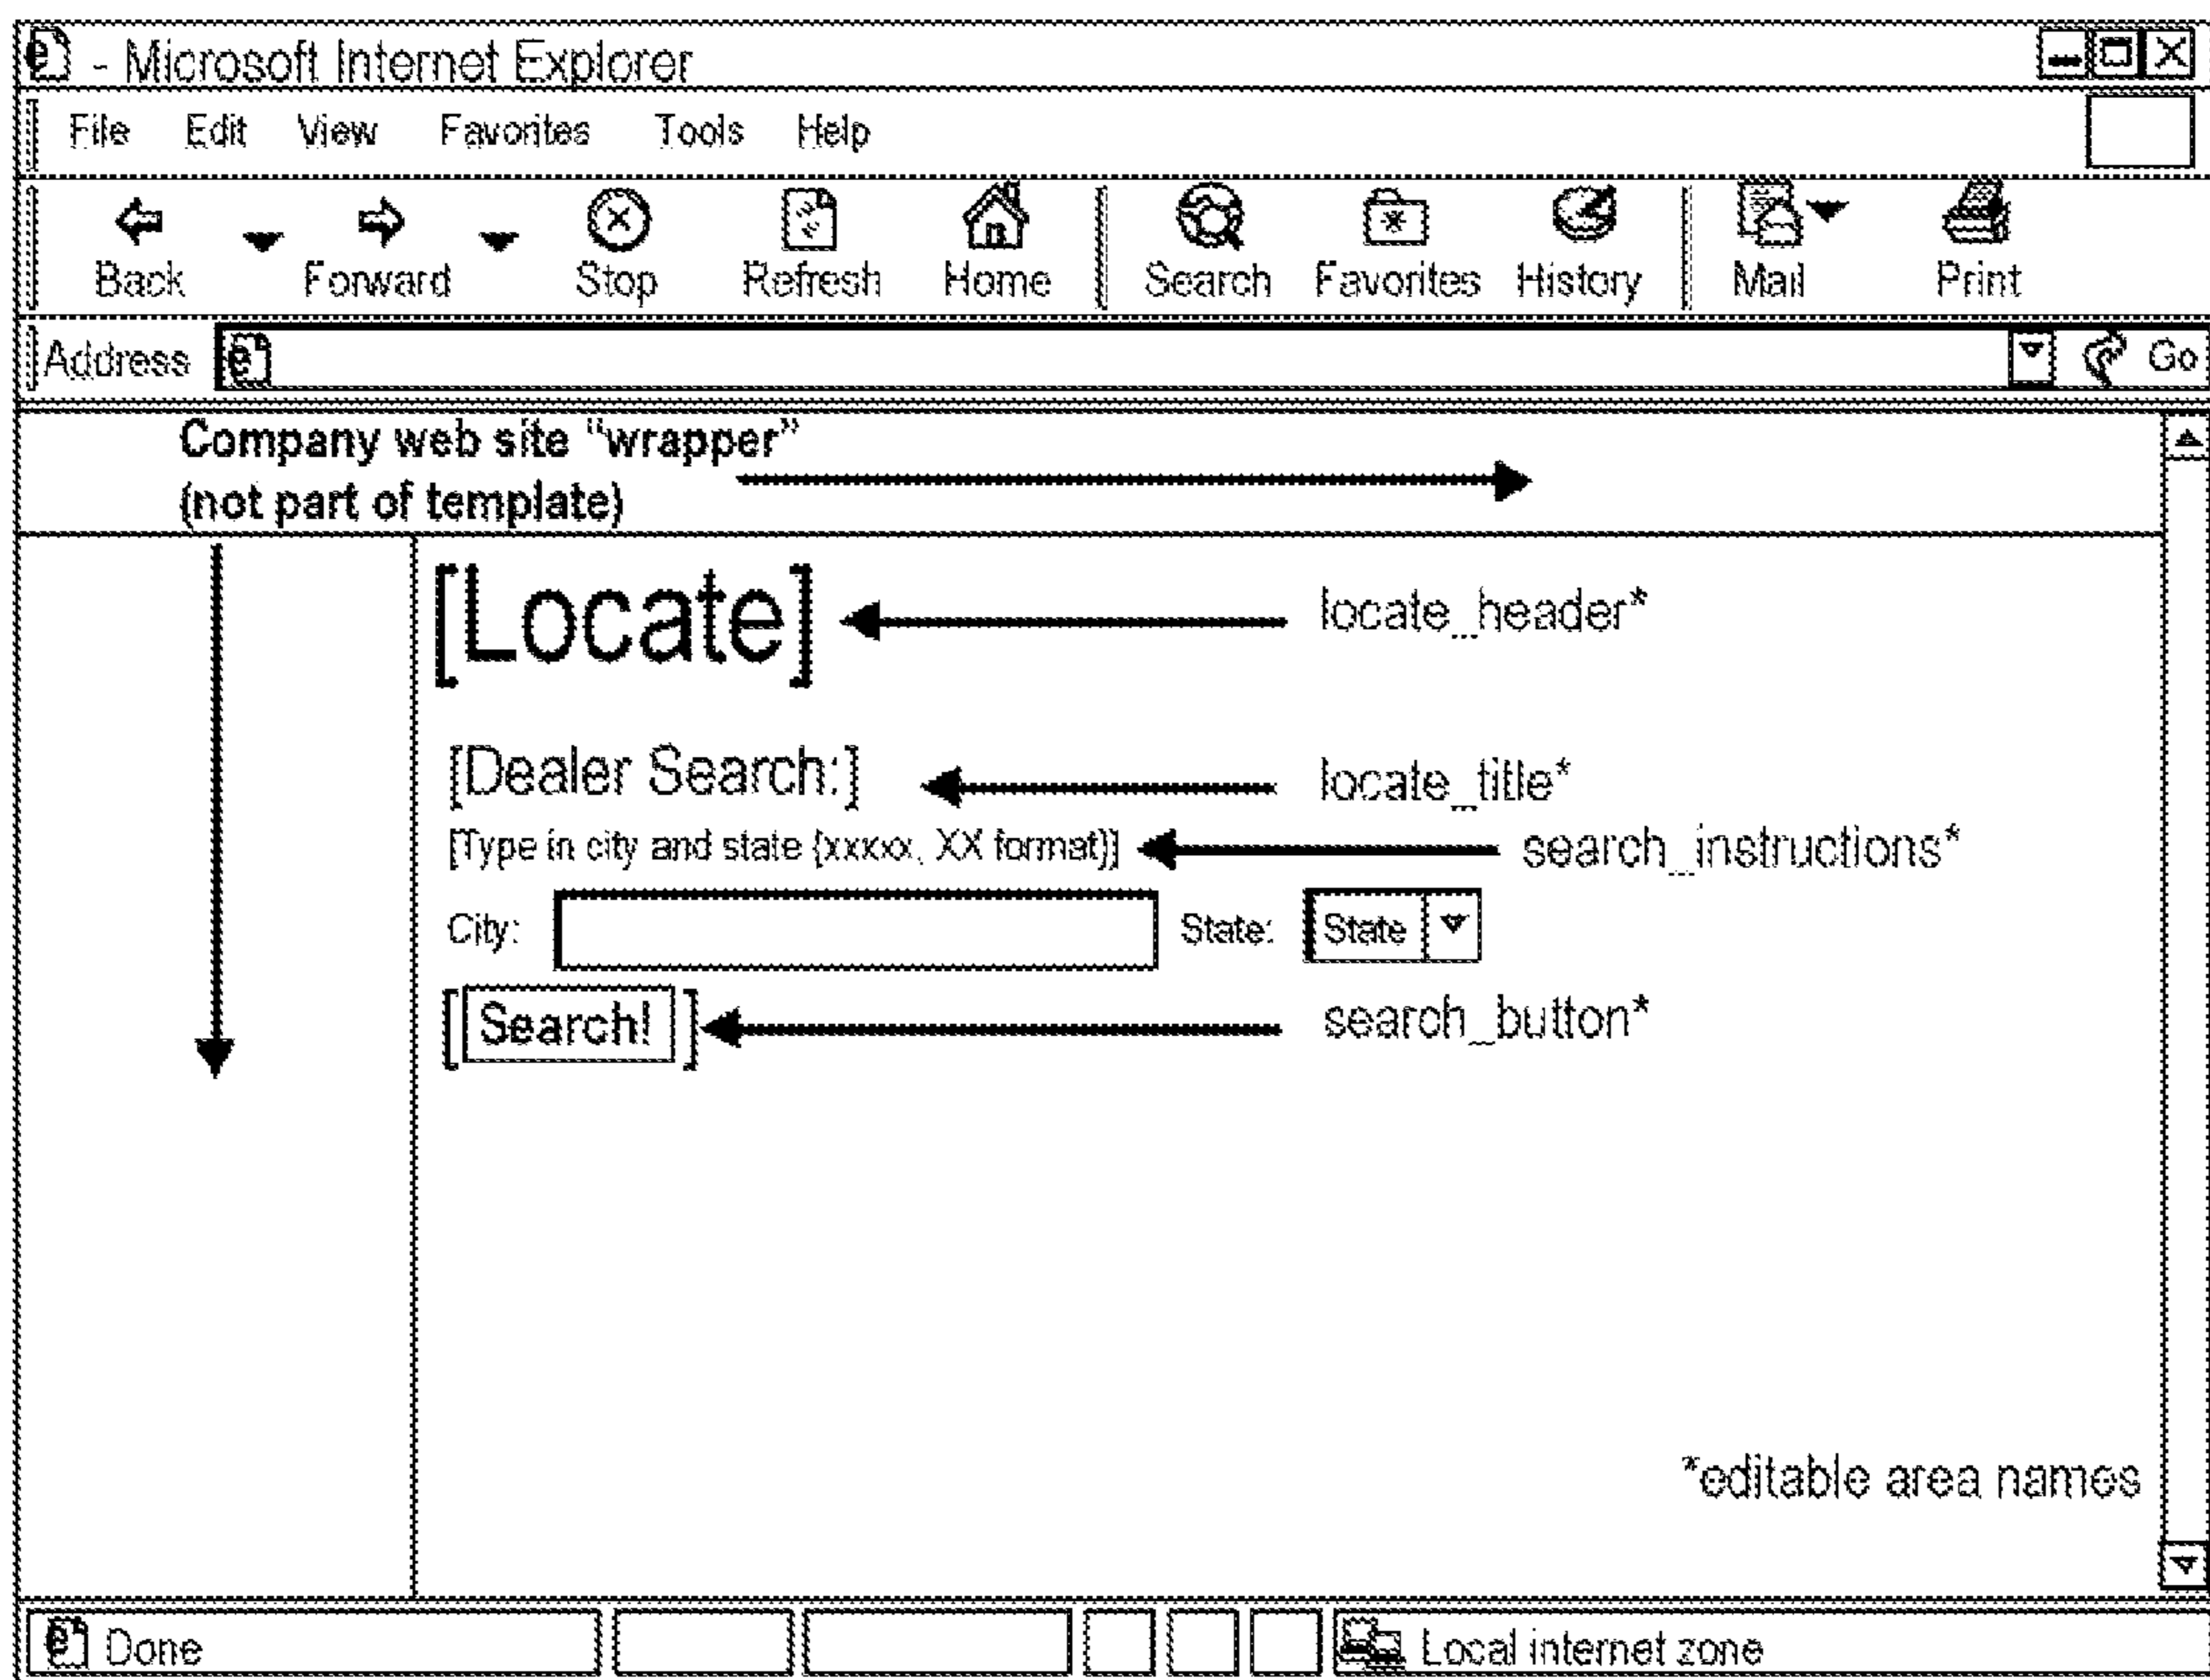 - Microsoft Internet Explorer
File Edit View Favorites Tools Help
Back Forward Stop Refresh Home Search Favorites History Mail Print
Address Go
Company web site "wrapper"
(not part of template)
[Locate] locate_header*
[Dealer Search:] locate_title*
[Type in city and state (xxxxx, XX format)] search_instructions*
City: State: State
[Search!] search_button*
*editable area names
Done Local internet zone